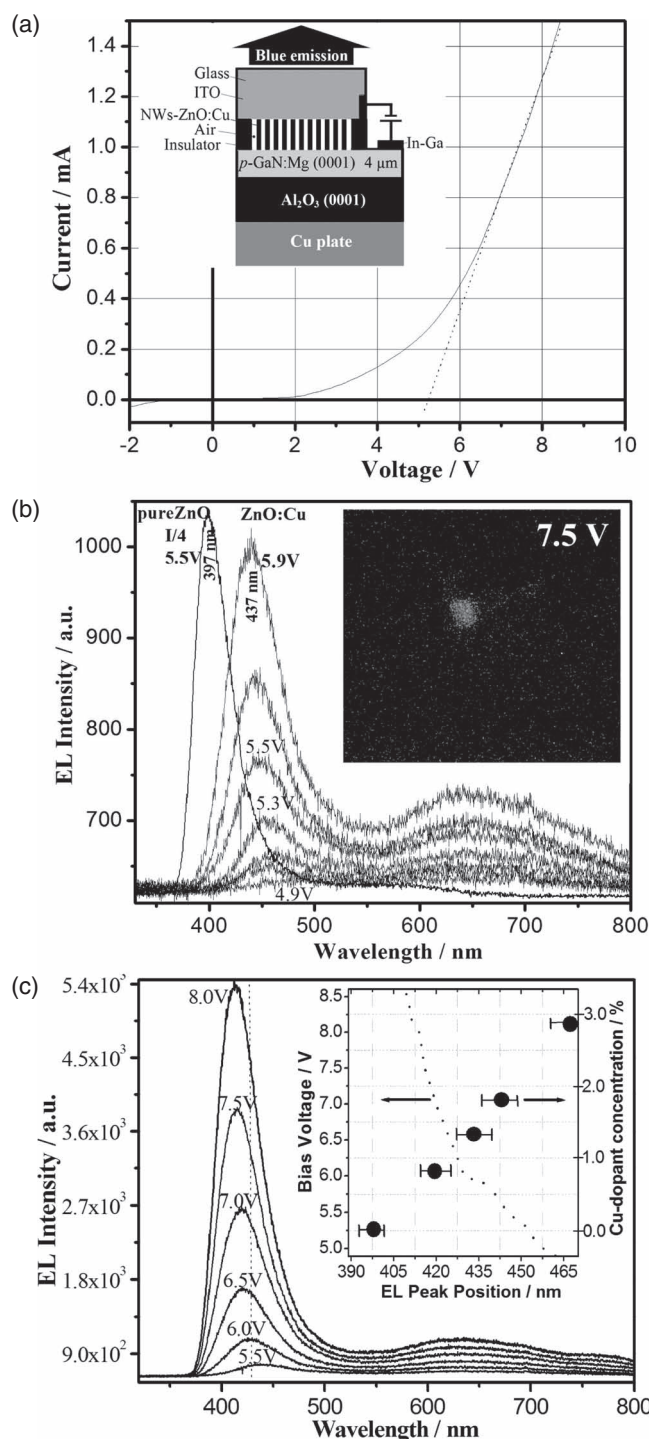 (a)
Current / mA
1.4
1.2
1.0
0.8
0.6
0.4
0.2
0.0
-2
0
2
4
6
8
10
Voltage / V
Blue emission
Glass
ITO
NWs-ZnO:Cu
Air
Insulator
In-Ga
p-GaN:Mg (0001) 4 μm
Al₂O₃ (0001)
Cu plate
(b)
EL Intensity / a.u.
1000
900
800
700
400
500
600
700
800
Wavelength / nm
pureZnO
I/4
5.5V
397 nm
ZnO:Cu
5.9V
437 nm
5.5V
5.3V
4.9V
7.5 V
(c)
EL Intensity / a.u.
5.4x10³
4.5x10³
3.6x10³
2.7x10³
1.8x10³
9.0x10²
400
500
600
700
800
Wavelength / nm
8.0V
7.5V
7.0V
6.5V
6.0V
5.5V
Bias Voltage / V
8.5
8.0
7.5
7.0
6.5
6.0
5.5
5.0
390
405
420
435
450
465
EL Peak Position / nm
3.0
2.0
1.0
0.0
Cu-dopant concentration / %